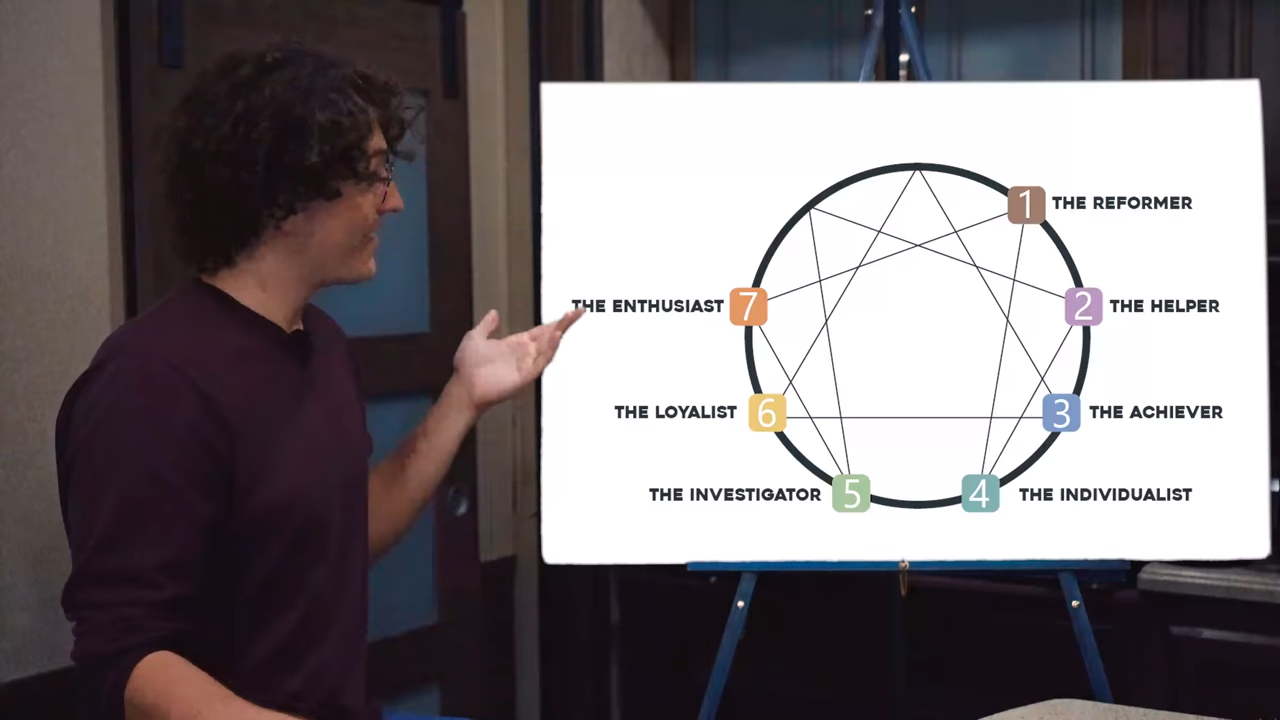 1 THE REFORMER
2 THE HELPER
3 THE ACHIEVER
4 THE INDIVIDUALIST
5 THE INVESTIGATOR
6 THE LOYALIST
7 THE ENTHUSIAST